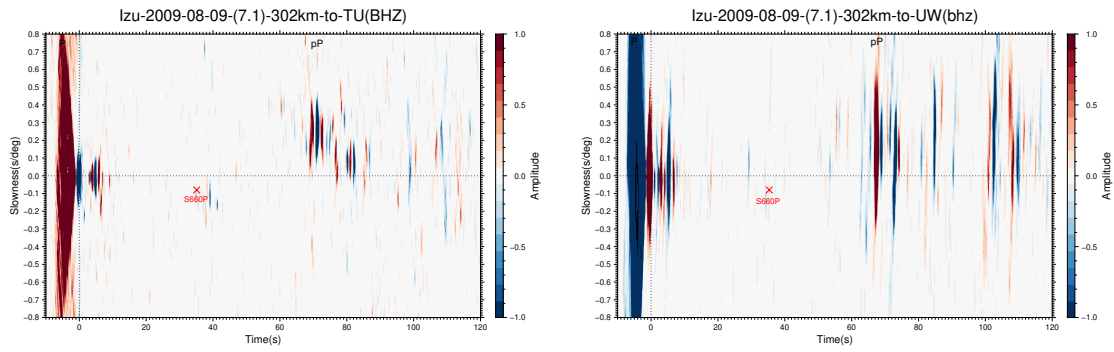 Izu-2009-08-09-(7.1)-302km-to-TU(BHZ)
0.8
0.7
0.6
0.5
0.4
0.3
0.2
0.1
0.0
−0.1
−0.2
−0.3
−0.4
−0.5
−0.6
−0.7
−0.8
Slowness(s/deg)
P
pP
S660P
0 20 40 60 80 100 120
Time(s)
1.0
0.5
0.0
−0.5
−1.0
Amplitude
Izu-2009-08-09-(7.1)-302km-to-UW(bhz)
0.8
0.7
0.6
0.5
0.4
0.3
0.2
0.1
0.0
−0.1
−0.2
−0.3
−0.4
−0.5
−0.6
−0.7
−0.8
Slowness(s/deg)
P
pP
S660P
0 20 40 60 80 100 120
Time(s)
1.0
0.5
0.0
−0.5
−1.0
Amplitude